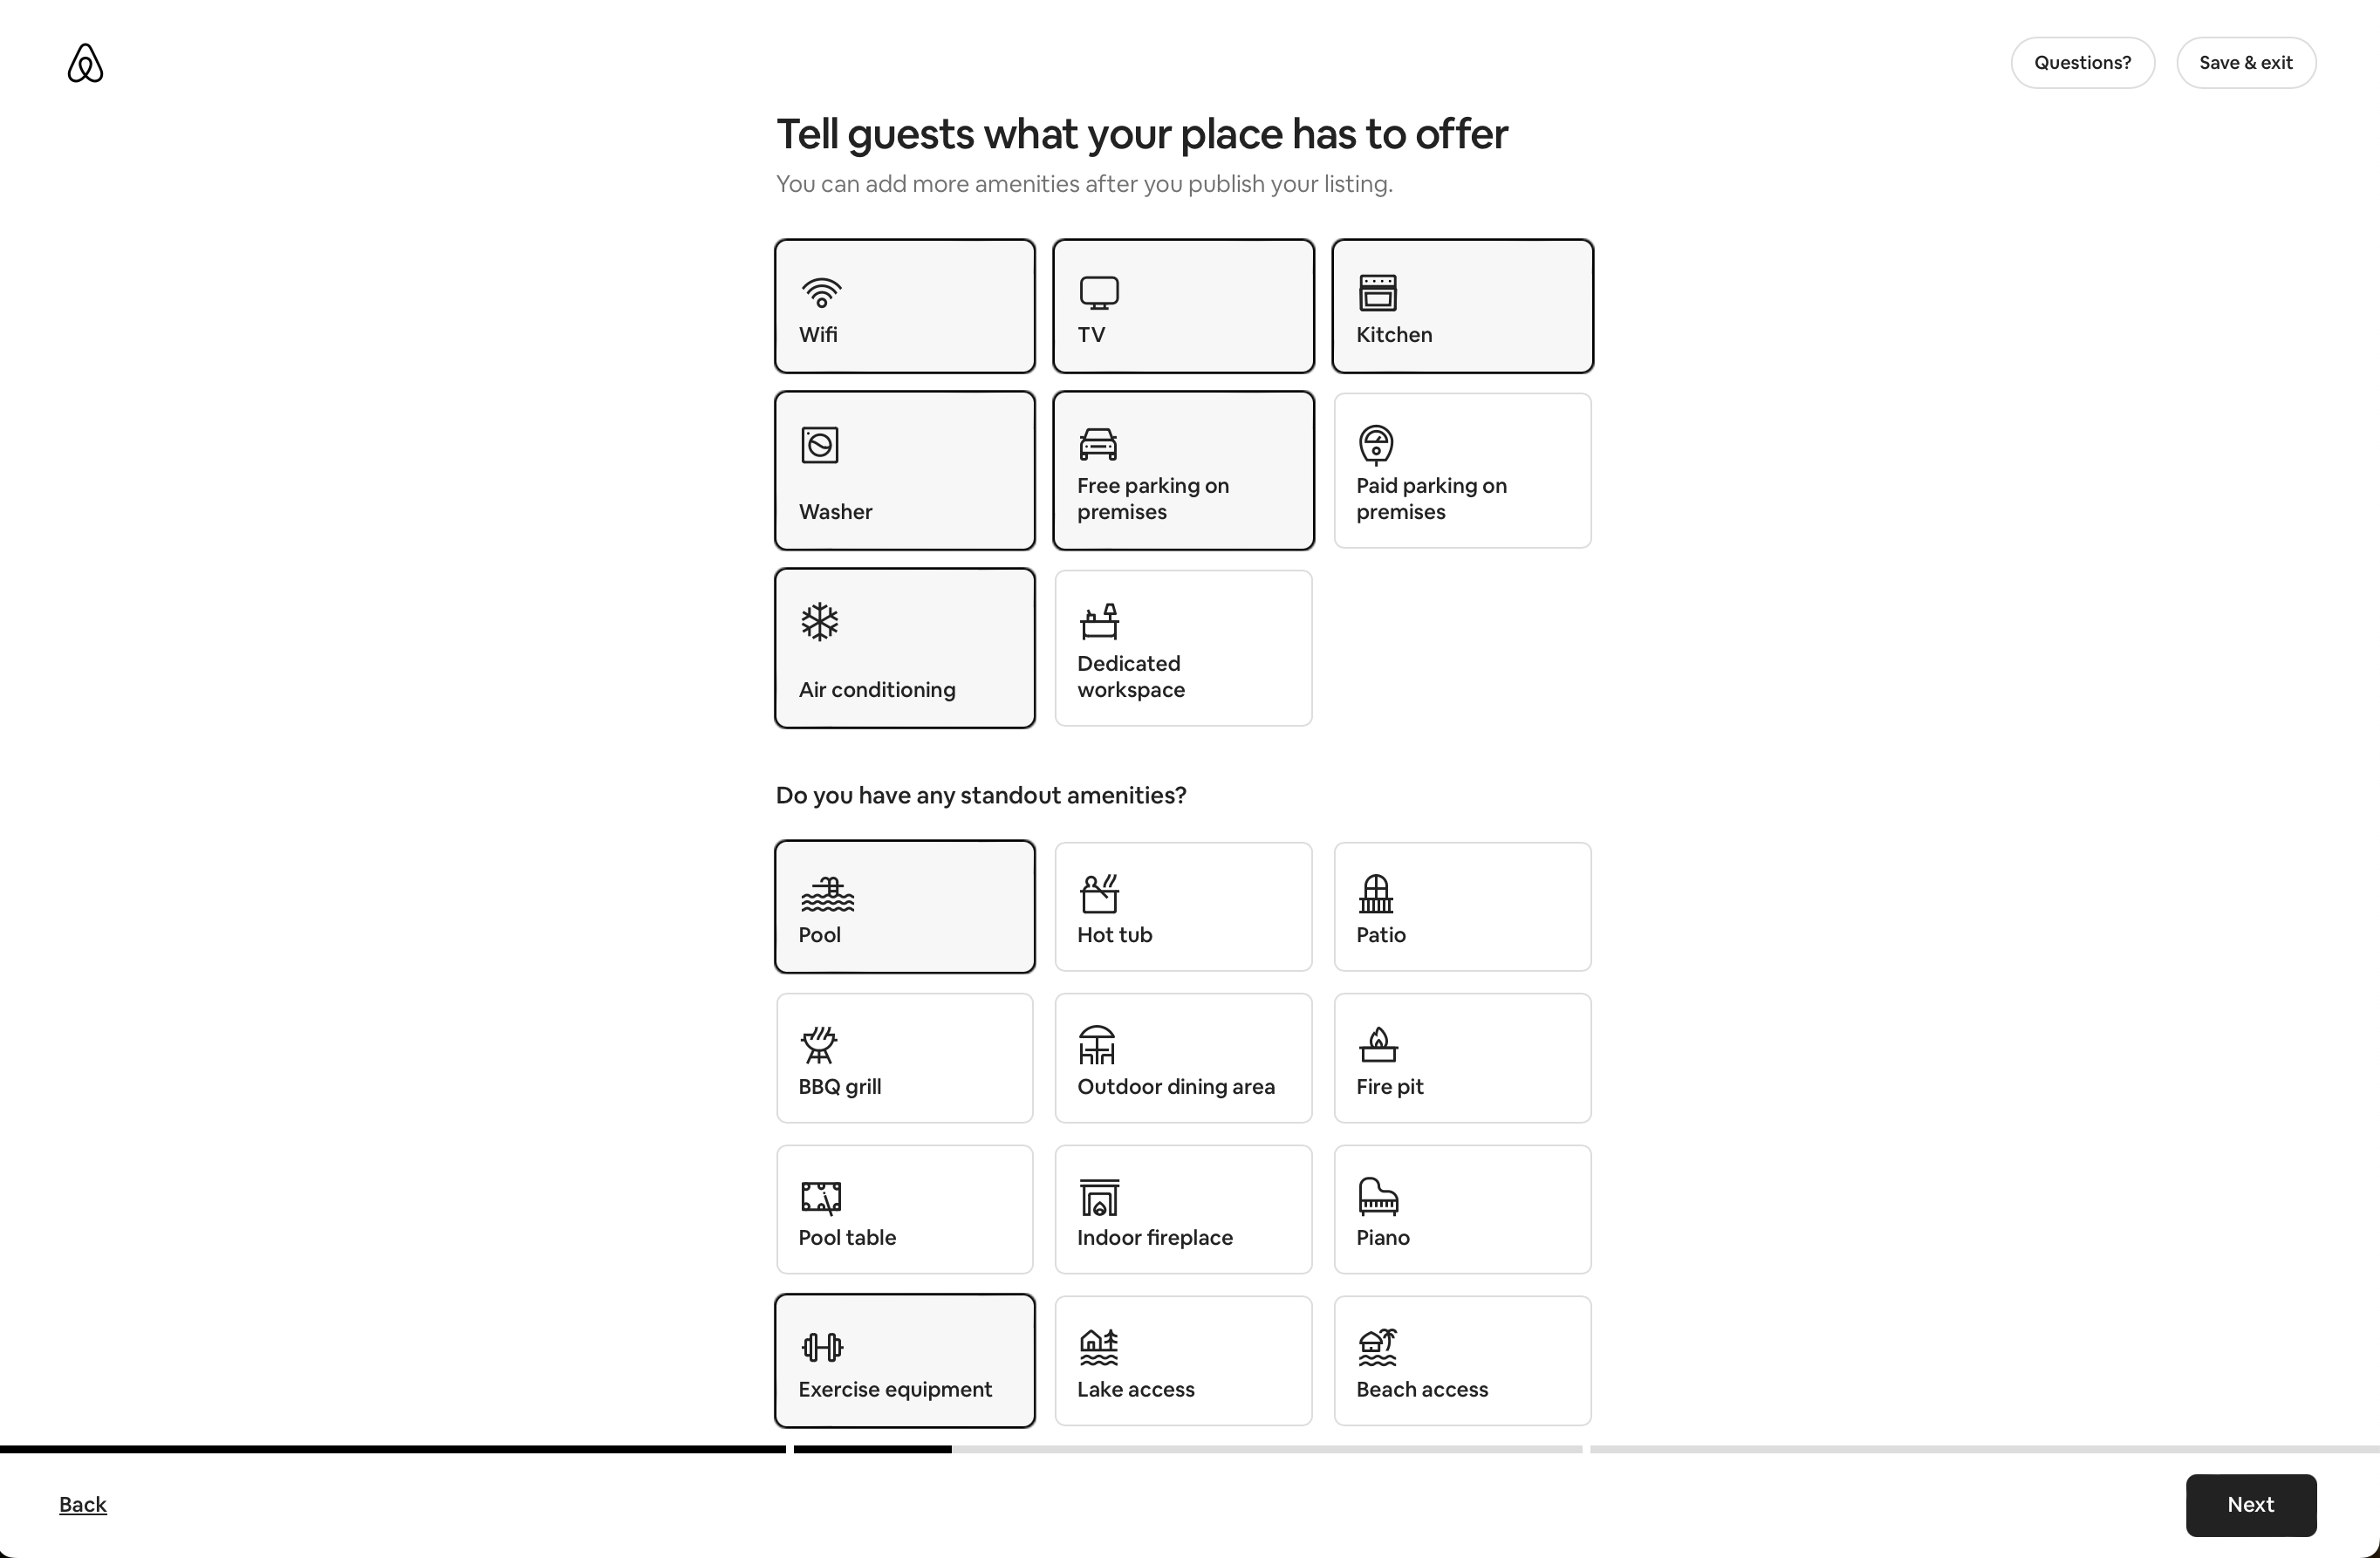 Questions?
Save & exit
Tell guests what your place has to offer
You can add more amenities after you publish your listing.
Wifi
TV
Kitchen
Washer
Free parking on
premises
Paid parking on
premises
Air conditioning
Dedicated
workspace
Do you have any standout amenities?
Pool
Hot tub
Patio
BBQ grill
Outdoor dining area
Fire pit
Pool table
Indoor fireplace
Piano
Exercise equipment
Lake access
Beach access
Back
Next